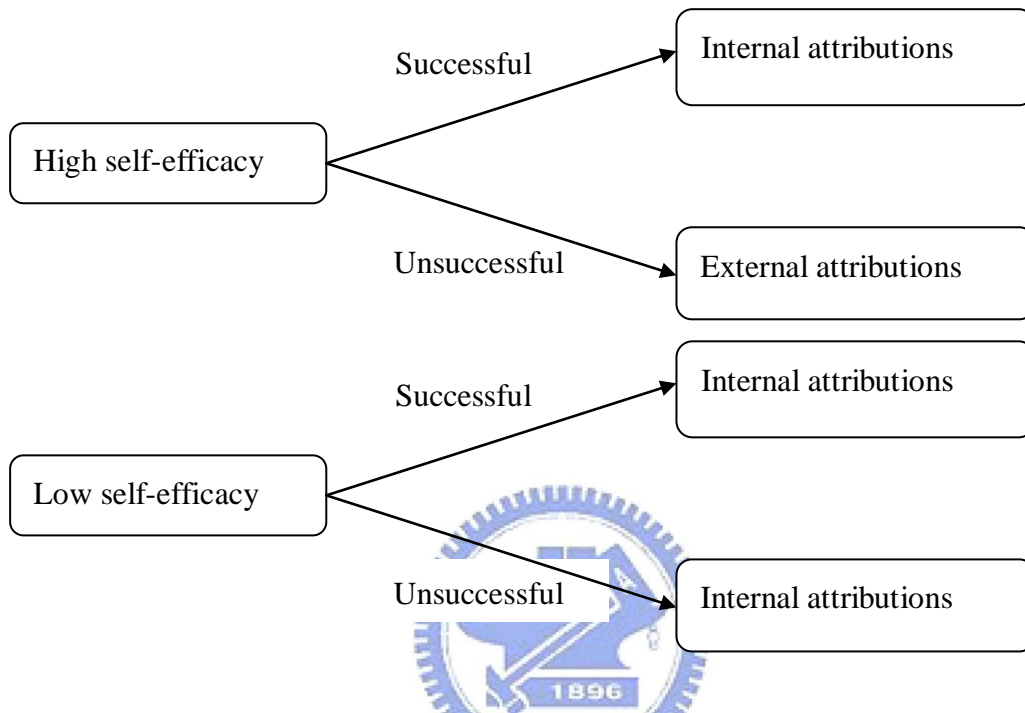 Successful
Internal attributions
High self-efficacy
Unsuccessful
External attributions
Successful
Internal attributions
Low self-efficacy
Unsuccessful
Internal attributions
1896